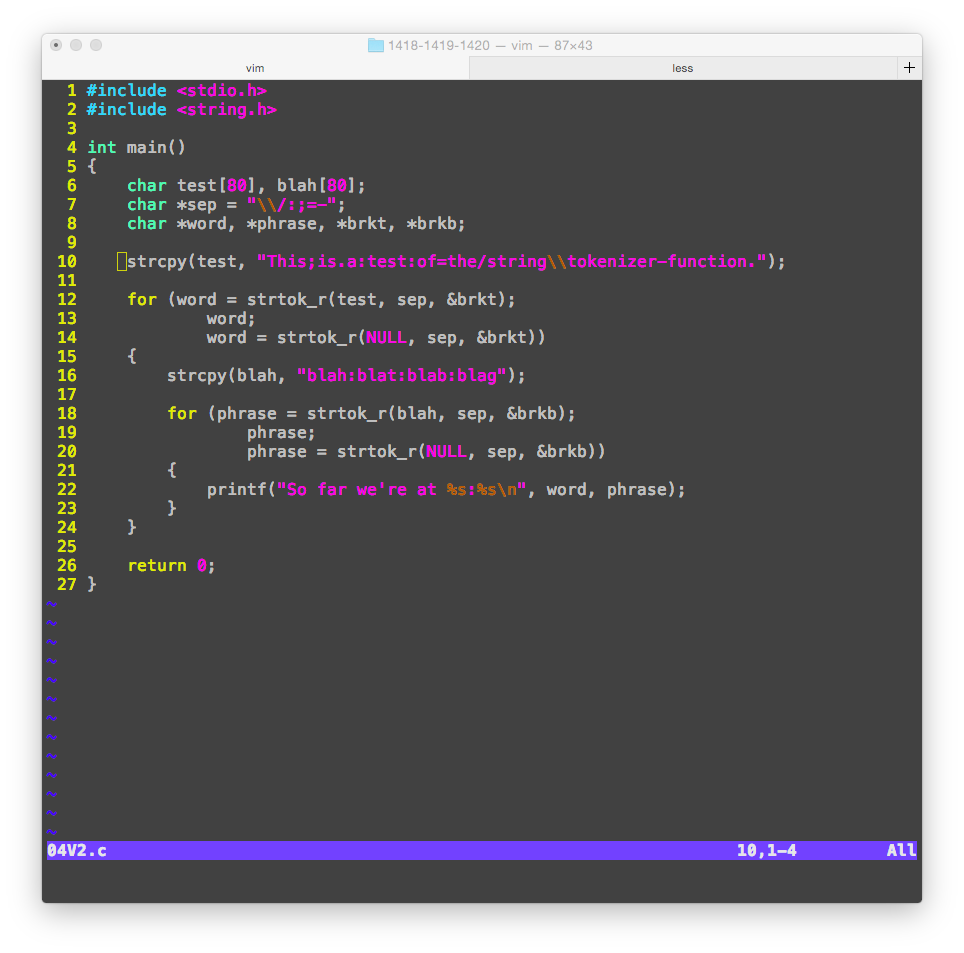 1418-1419-1420 — vim — 87×43
vim less +
1 #include <stdio.h>
2 #include <string.h>
3
4 int main()
5 {
6     char test[80], blah[80];
7     char *sep = "\\/:;=-";
8     char *word, *phrase, *brkt, *brkb;
9
10     strcpy(test, "This;is.a:test:of=the/string\\tokenizer-function.");
11
12     for (word = strtok_r(test, sep, &brkt);
13             word;
14             word = strtok_r(NULL, sep, &brkt))
15     {
16         strcpy(blah, "blah:blat:blab:blag");
17
18         for (phrase = strtok_r(blah, sep, &brkb);
19                 phrase;
20                 phrase = strtok_r(NULL, sep, &brkb))
21         {
22             printf("So far we're at %s:%s\n", word, phrase);
23         }
24     }
25
26     return 0;
27 }
~
~
~
~
~
~
~
~
~
~
~
~
~
04V2.c 10,1-4 All